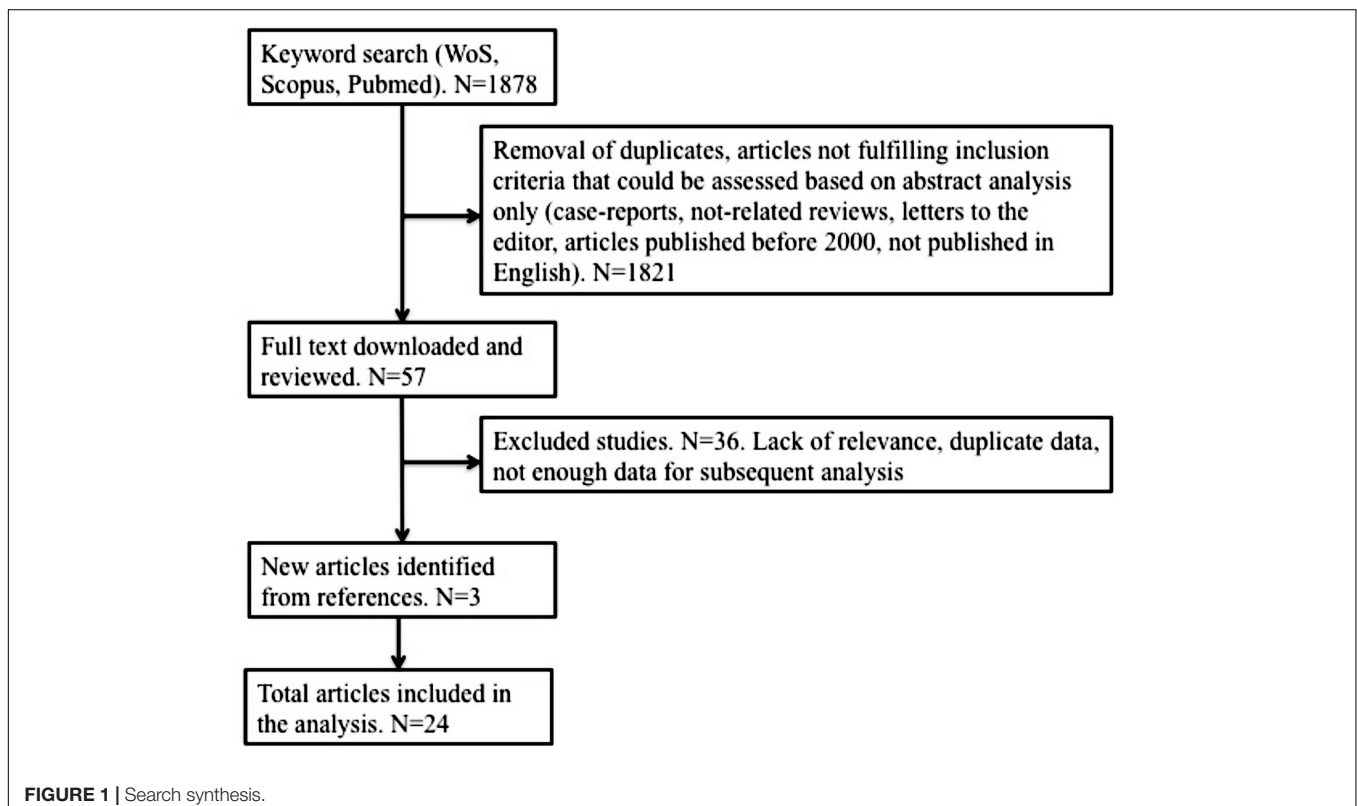 Keyword search (WoS,
Scopus, Pubmed). N=1878
Removal of duplicates, articles not fulfilling inclusion
criteria that could be assessed based on abstract analysis
only (case-reports, not-related reviews, letters to the
editor, articles published before 2000, not published in
English). N=1821
Full text downloaded and
reviewed. N=57
Excluded studies. N=36. Lack of relevance, duplicate data,
not enough data for subsequent analysis
New articles identified
from references. N=3
Total articles included in
the analysis. N=24
FIGURE 1 | Search synthesis.